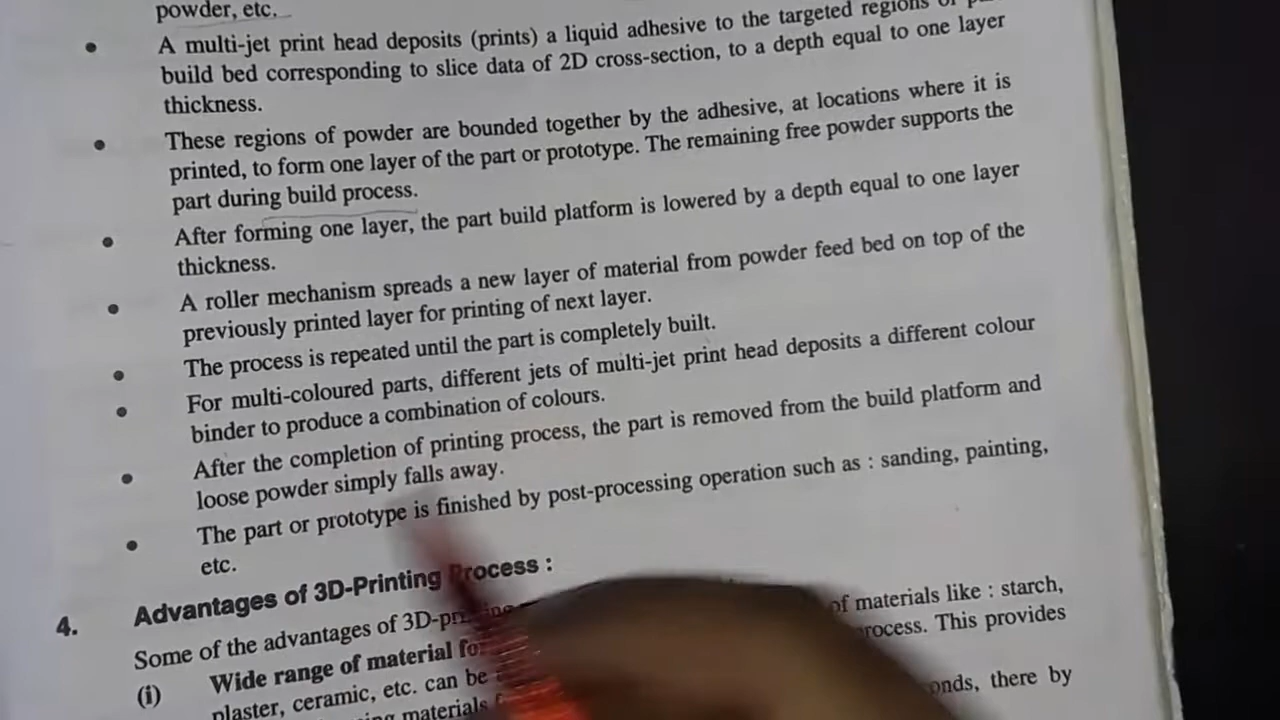 powder, etc.
• A multi-jet print head deposits (prints) a liquid adhesive to the targeted regions of
build bed corresponding to slice data of 2D cross-section, to a depth equal to one layer
thickness.
• These regions of powder are bounded together by the adhesive, at locations where it is
printed, to form one layer of the part or prototype. The remaining free powder supports the
part during build process.
• After forming one layer, the part build platform is lowered by a depth equal to one layer
thickness.
• A roller mechanism spreads a new layer of material from powder feed bed on top of the
previously printed layer for printing of next layer.
• The process is repeated until the part is completely built.
• For multi-coloured parts, different jets of multi-jet print head deposits a different colour
binder to produce a combination of colours.
• After the completion of printing process, the part is removed from the build platform and
loose powder simply falls away.
• The part or prototype is finished by post-processing operation such as : sanding, painting,
etc.
4. Advantages of 3D-Printing Process :
Some of the advantages of 3D-printing of materials like : starch,
(i) Wide range of material rocess. This provides
plaster, ceramic, etc. can be
materials onds, there by